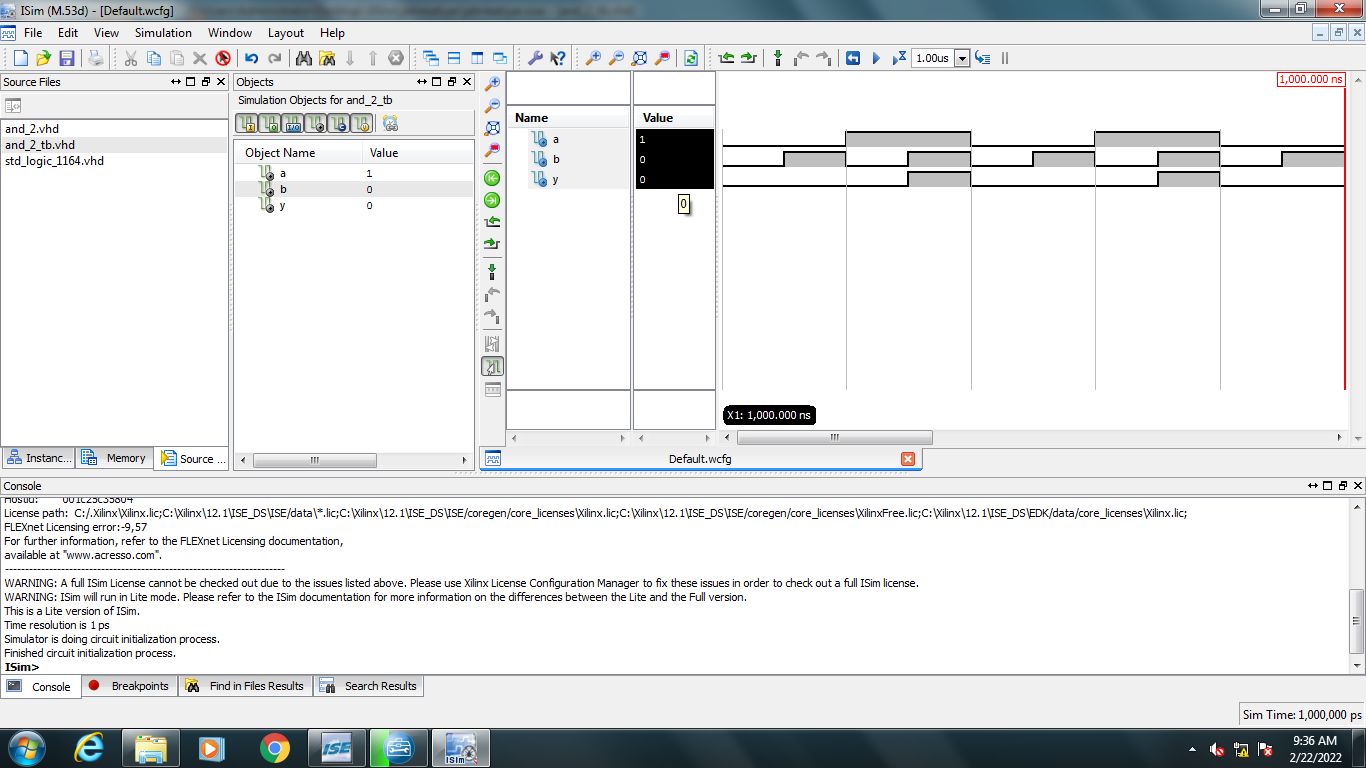 ISim (M.53d) - [Default.wcfg]
File Edit View Simulation Window Layout Help
1.00us
Source Files
and_2.vhd
and_2_tb.vhd
std_logic_1164.vhd
Instanc... Memory Source ...
Objects
Simulation Objects for and_2_tb
Object Name Value
a 1
b 0
y 0
Name Value
a 1
b 0
y 0
0
1,000.000 ns
X1: 1,000.000 ns
Default.wcfg
Console
Hostid: 001c25c35804
License path: C:/.Xilinx\Xilinx.lic;C:\Xilinx\12.1\ISE_DS\ISE/data\*.lic;C:\Xilinx\12.1\ISE_DS\ISE/coregen/core_licenses\Xilinx.lic;C:\Xilinx\12.1\ISE_DS\ISE/coregen/core_licenses\XilinxFree.lic;C:\Xilinx\12.1\ISE_DS\EDK/data/core_licenses\Xilinx.lic;
FLEXnet Licensing error:-9,57
For further information, refer to the FLEXnet Licensing documentation,
available at "www.acresso.com".
----------------------------------------------------------------------
WARNING: A full ISim License cannot be checked out due to the issues listed above. Please use Xilinx License Configuration Manager to fix these issues in order to check out a full ISim license.
WARNING: ISim will run in Lite mode. Please refer to the ISim documentation for more information on the differences between the Lite and the Full version.
This is a Lite version of ISim.
Time resolution is 1 ps
Simulator is doing circuit initialization process.
Finished circuit initialization process.
ISim>
Console Breakpoints Find in Files Results Search Results
Sim Time: 1,000,000 ps
ISE ISim
9:36 AM
2/22/2022